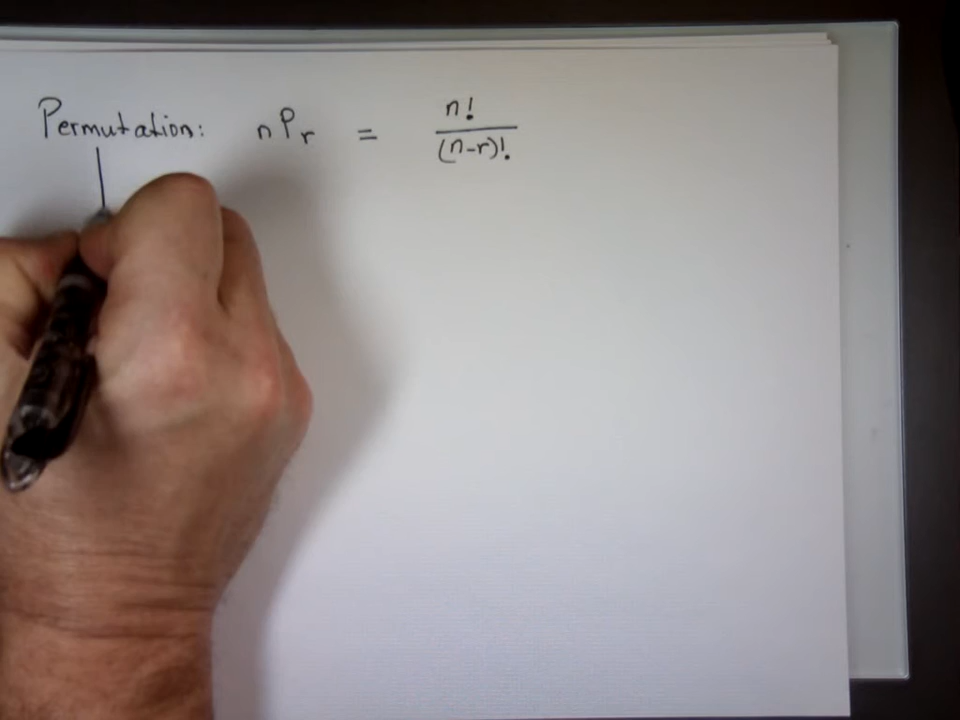 Permutation: nPr = n!/(n-r)!